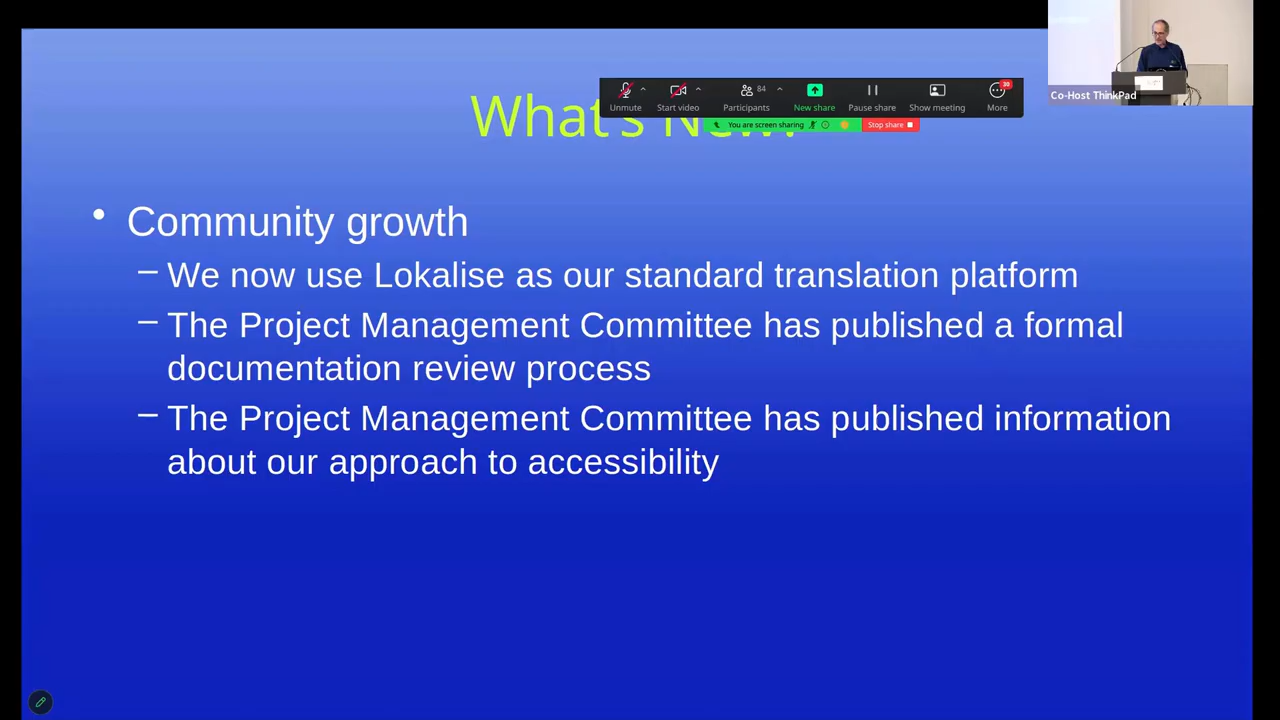 Unmute Start video Participants 84 New share Pause share Show meeting More 38
You are screen sharing Stop share
Co-Host ThinkPad
What's New?
• Community growth
– We now use Lokalise as our standard translation platform
– The Project Management Committee has published a formal
documentation review process
– The Project Management Committee has published information
about our approach to accessibility